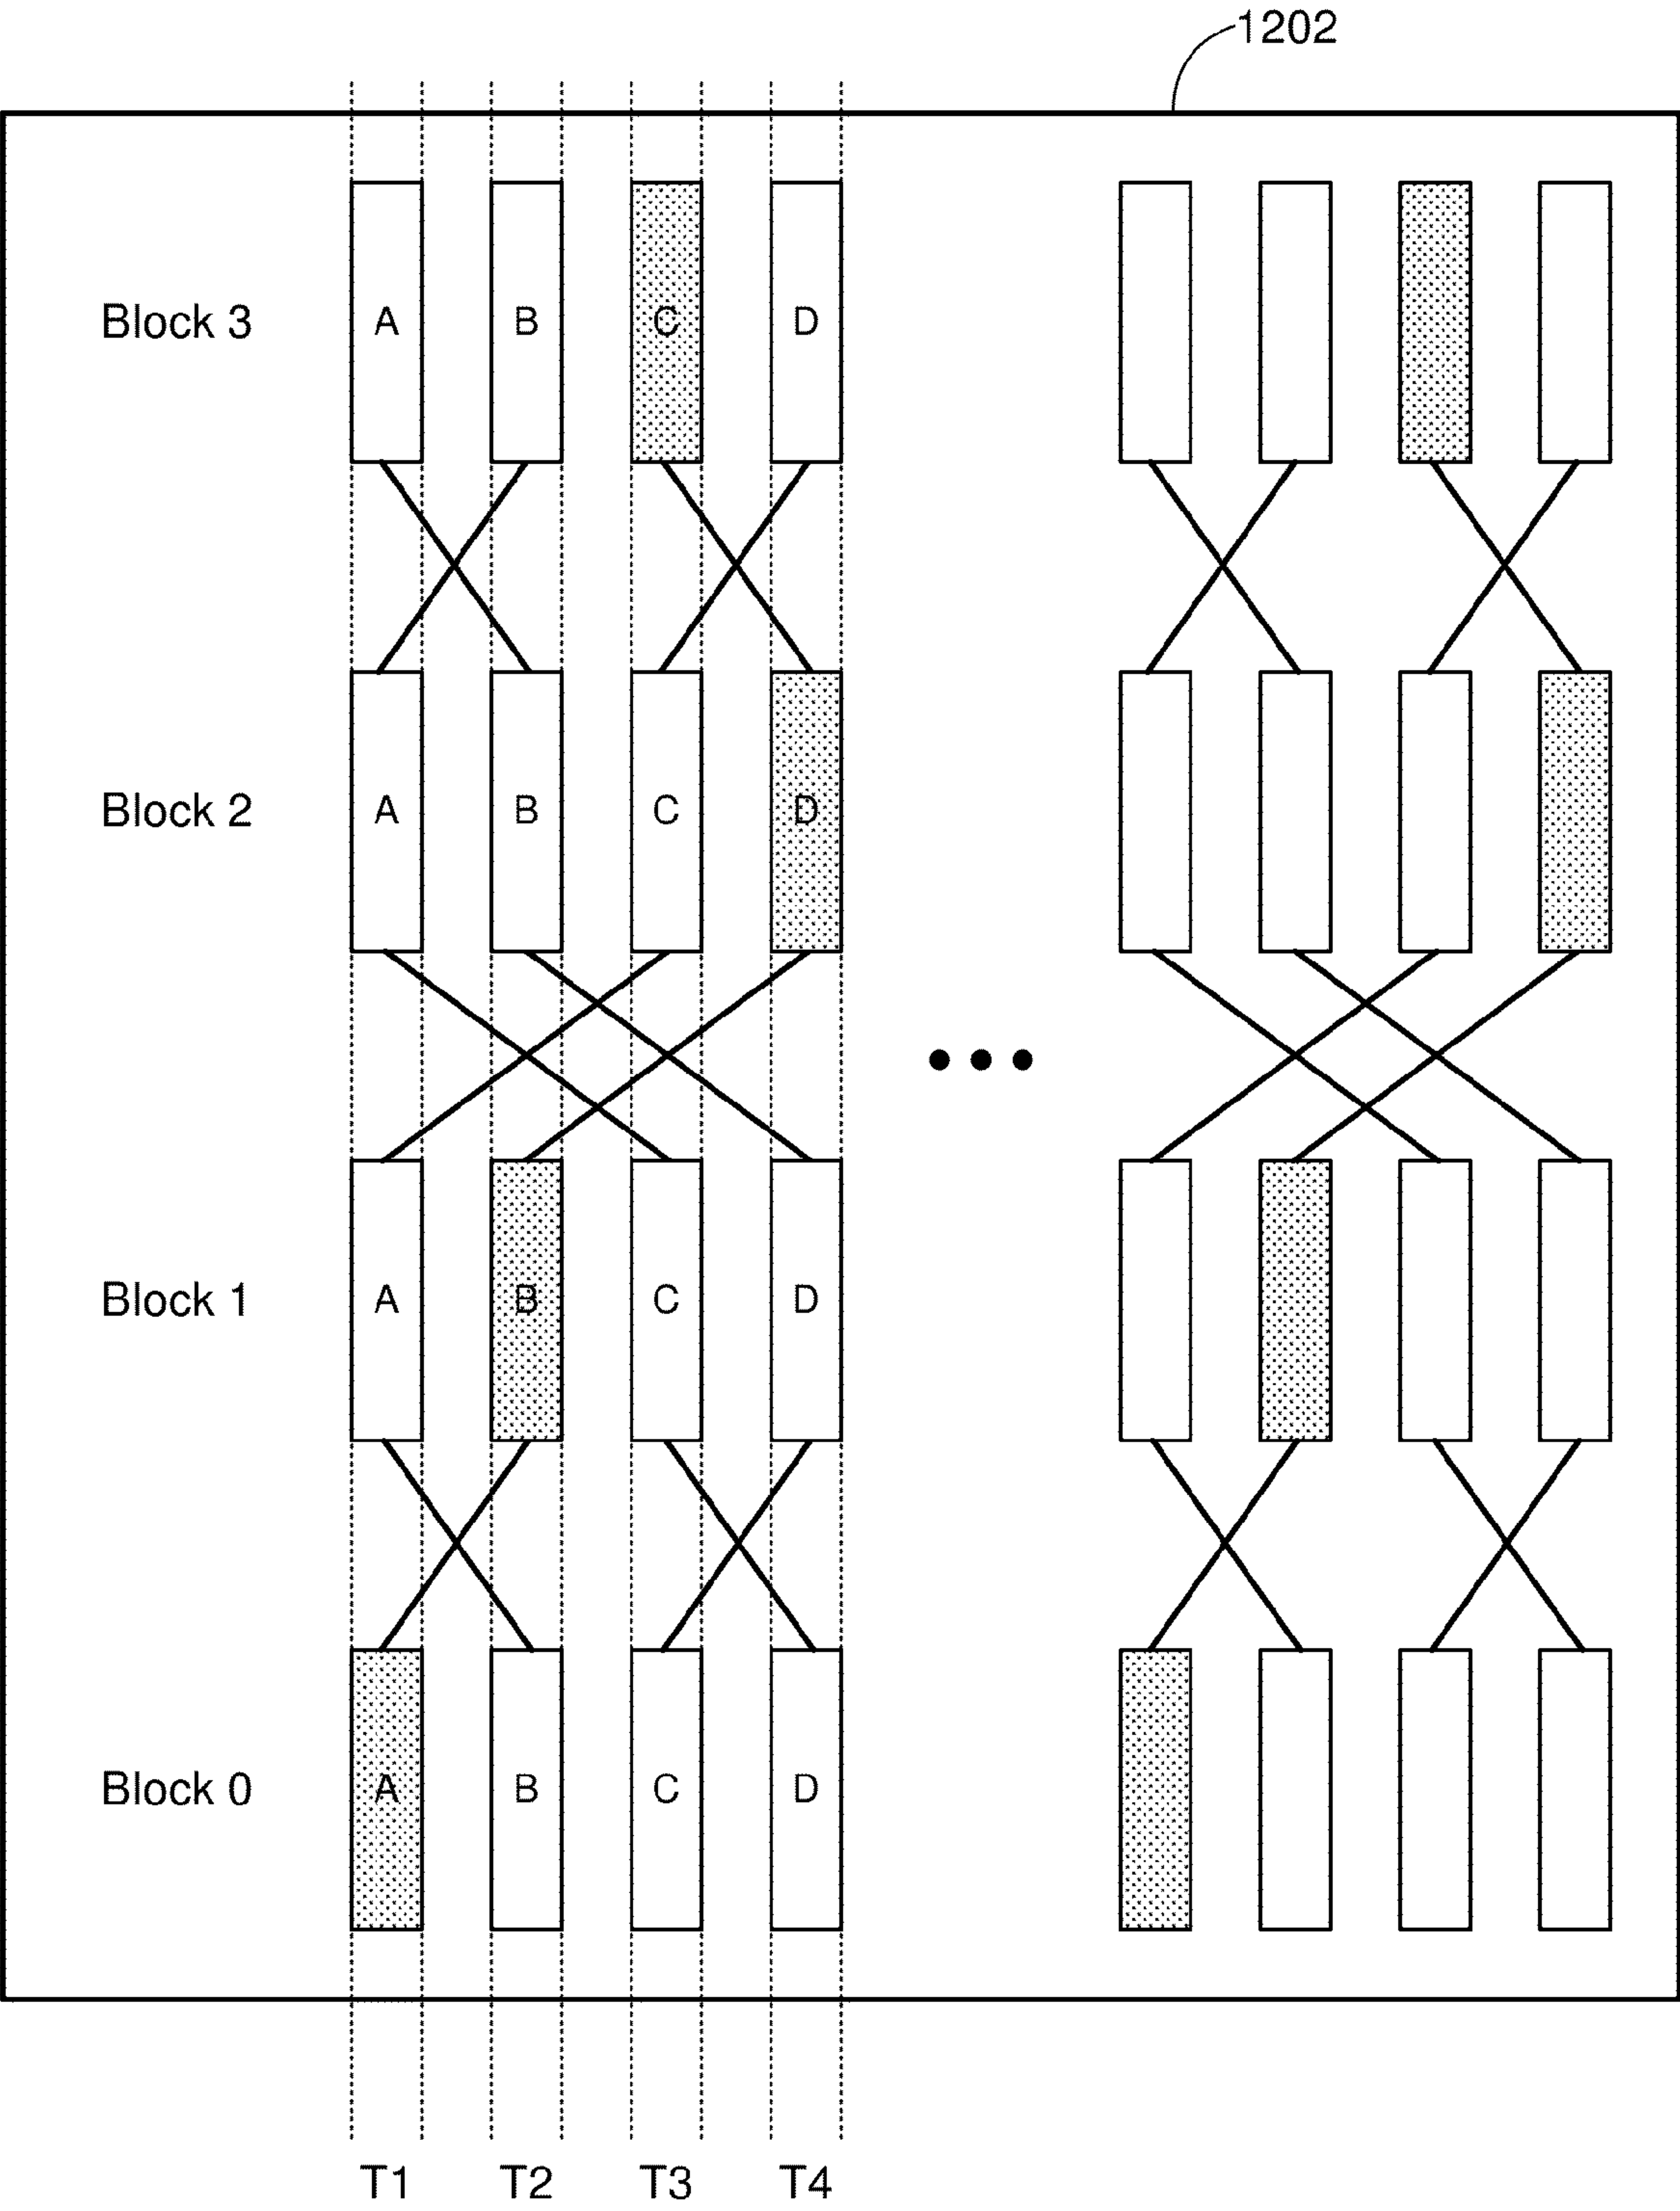 1202
Block 3 A B C D
Block 2 A B C D
Block 1 A B C D
Block 0 A B C D
T1 T2 T3 T4